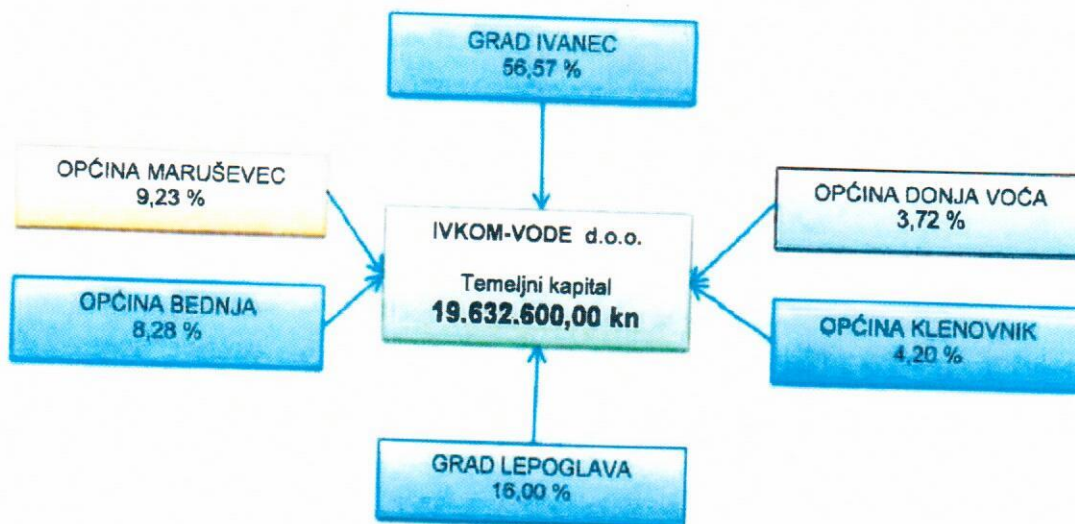 GRAD IVANEC
56,57 %
OPĆINA MARUŠEVEC
9,23 %
OPĆINA DONJA VOĆA
3,72 %
IVKOM-VODE d.o.o.
Temeljni kapital
19.632.600,00 kn
OPĆINA BEDNJA
8,28 %
OPĆINA KLENOVNIK
4,20 %
GRAD LEPOGLAVA
16,00 %